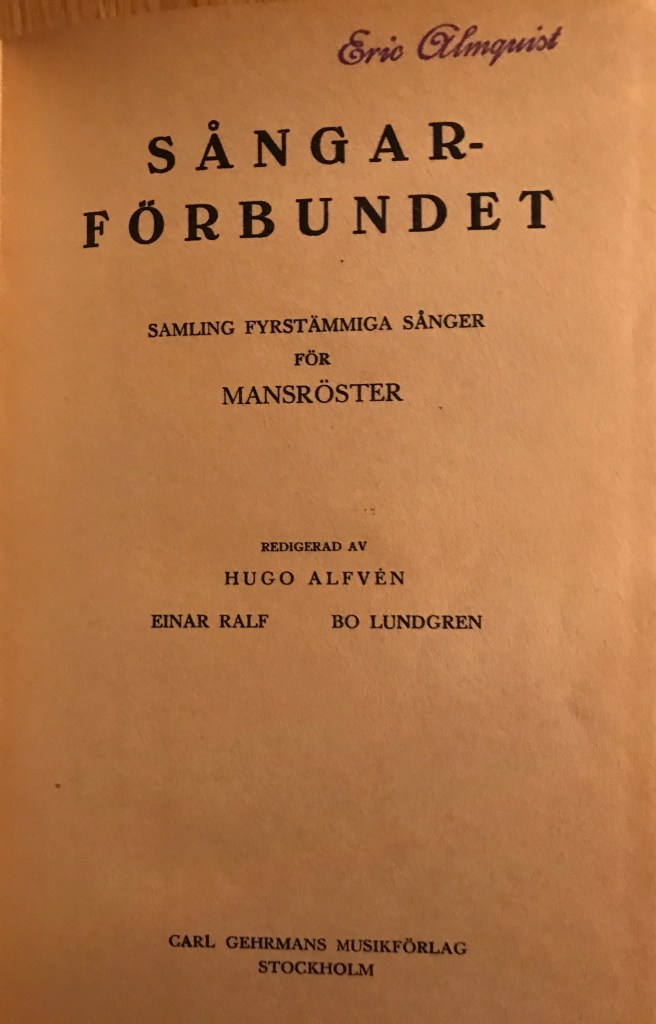 Eric Almquist
SÅNGAR-
FÖRBUNDET
SAMLING FYRSTÄMMIGA SÅNGER
FÖR
MANSRÖSTER
REDIGERAD AV
HUGO ALFVÉN
EINAR RALF BO LUNDGREN
CARL GEHRMANS MUSIKFÖRLAG
STOCKHOLM